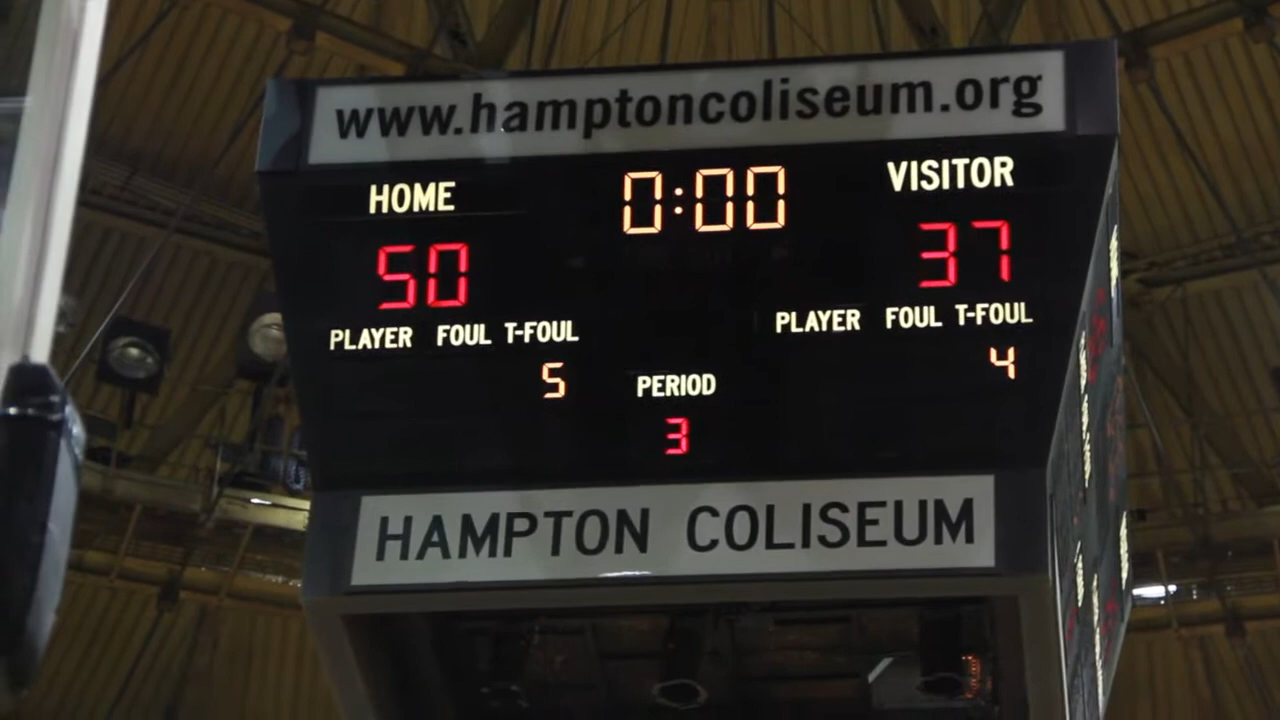 www.hamptoncoliseum.org
HOME 0:00 VISITOR
50 37
PLAYER FOUL T-FOUL PLAYER FOUL T-FOUL
5 PERIOD 4
3
HAMPTON COLISEUM